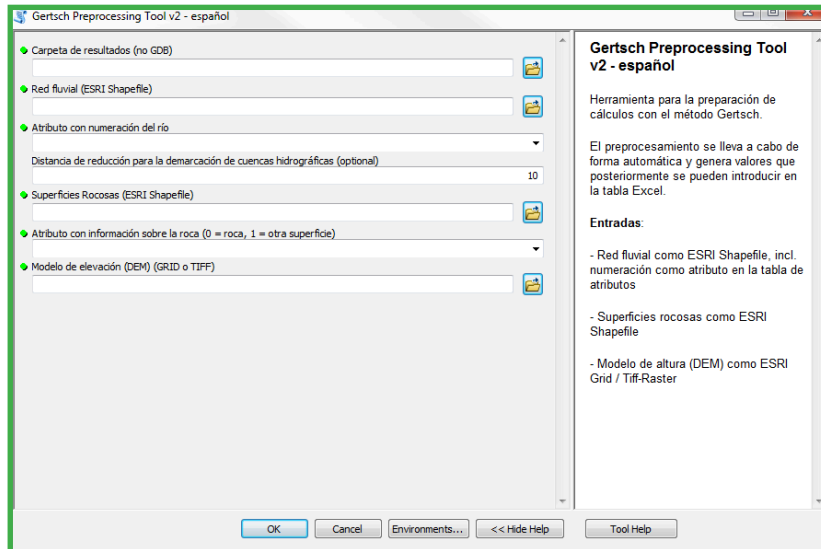 Gertsch Preprocessing Tool v2 - español
Carpeta de resultados (no GDB)
Red fluvial (ESRI Shapefile)
Atributo con numeración del río
Distancia de reducción para la demarcación de cuencas hidrográficas (optional)
10
Superficies Rocosas (ESRI Shapefile)
Atributo con información sobre la roca (0 = roca, 1 = otra superficie)
Modelo de elevación (DEM) (GRID o TIFF)
Gertsch Preprocessing Tool
v2 - español
Herramienta para la preparación de
cálculos con el método Gertsch.
El preprocesamiento se lleva a cabo de
forma automática y genera valores que
posteriormente se pueden introducir en
la tabla Excel.
Entradas:
- Red fluvial como ESRI Shapefile, incl.
numeración como atributo en la tabla de
atributos
- Superficies rocosas como ESRI
Shapefile
- Modelo de altura (DEM) como ESRI
Grid / Tiff-Raster
OK
Cancel
Environments...
<< Hide Help
Tool Help